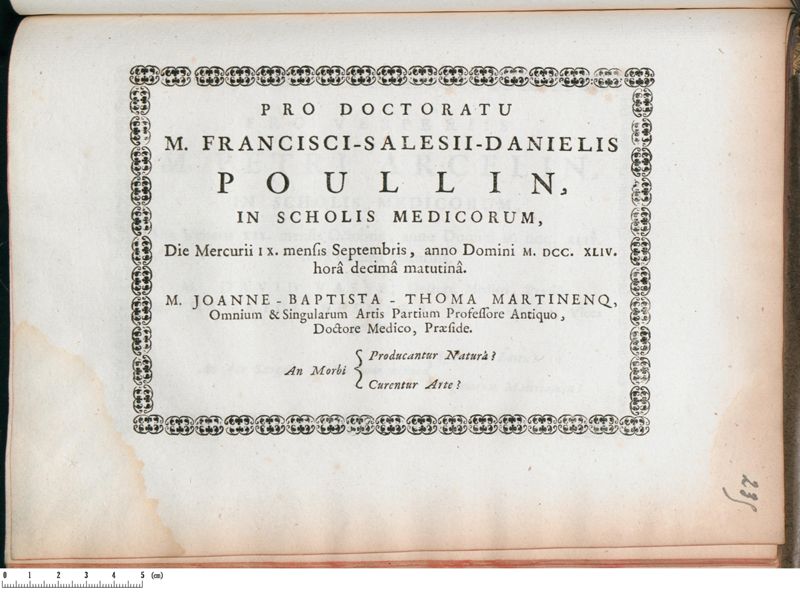 PRO DOCTORATU
M. FRANCISCI-SALESII-DANIELIS
POULLIN,
IN SCHOLIS MEDICORUM,
Die Mercurii IX. menſis Septembris, anno Domini M. DCC. XLIV.
horâ decimâ matutinâ.
M. JOANNE-BAPTISTA-THOMA MARTINENQ,
Omnium & Singularum Artis Partium Profeſſore Antiquo,
Doctore Medico, Præſide.
An Morbi { Producantur Naturâ?
Curentur Arte?
0 1 2 3 4 5 (cm)